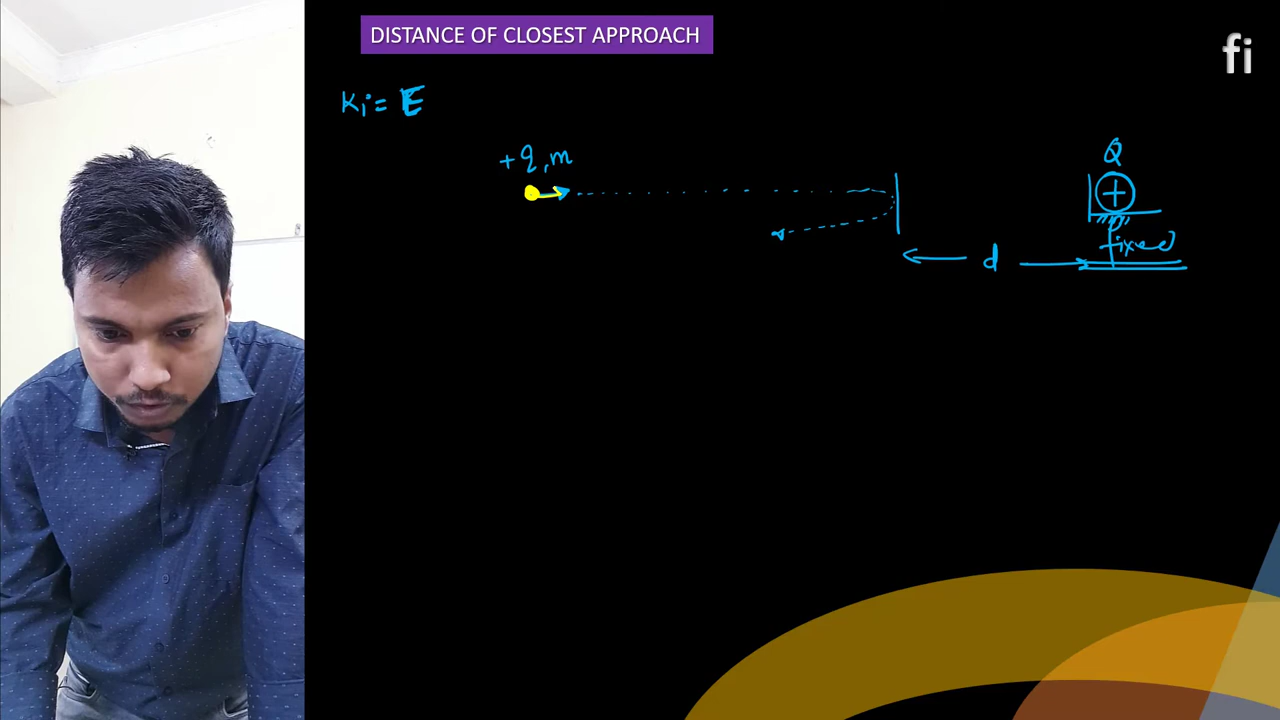 DISTANCE OF CLOSEST APPROACH
fi
Ki = E
+q, m
Q
+
fixed
d